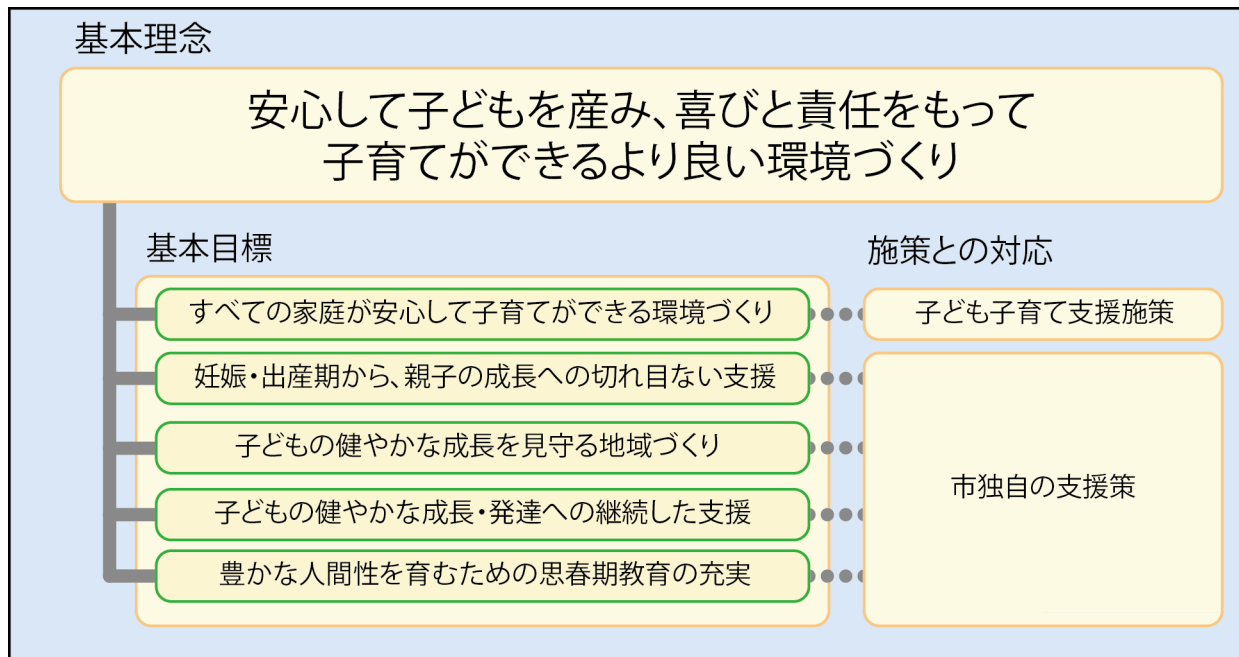 基本理念
安心して子どもを産み、喜びと責任をもって
子育てができるより良い環境づくり
基本目標
施策との対応
すべての家庭が安心して子育てができる環境づくり
子ども子育て支援施策
妊娠・出産期から、親子の成長への切れ目ない支援
子どもの健やかな成長を見守る地域づくり
市独自の支援策
子どもの健やかな成長・発達への継続した支援
豊かな人間性を育むための思春期教育の充実